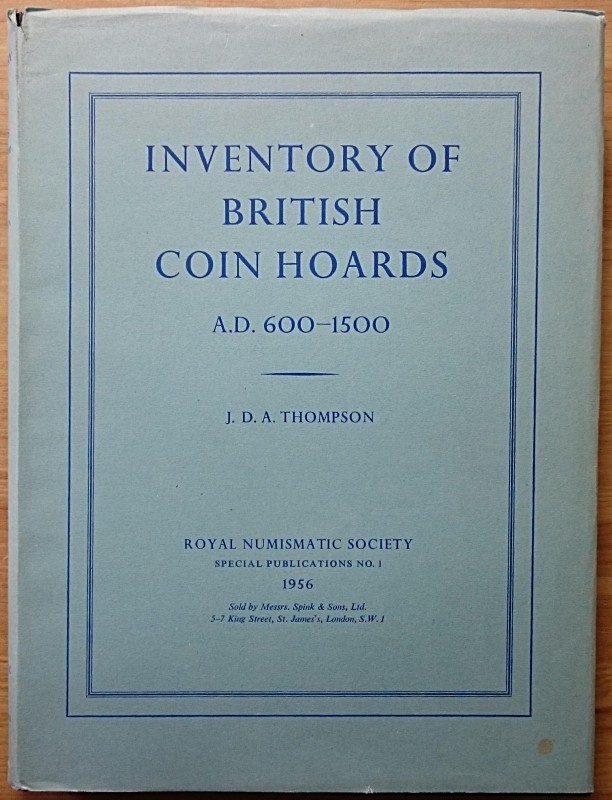 INVENTORY OF
BRITISH
COIN HOARDS
A.D. 600–1500
J. D. A. THOMPSON
ROYAL NUMISMATIC SOCIETY
SPECIAL PUBLICATIONS NO. 1
1956
Sold by Messrs. Spink & Sons, Ltd.
5-7 King Street, St. James's, London, S.W. 1